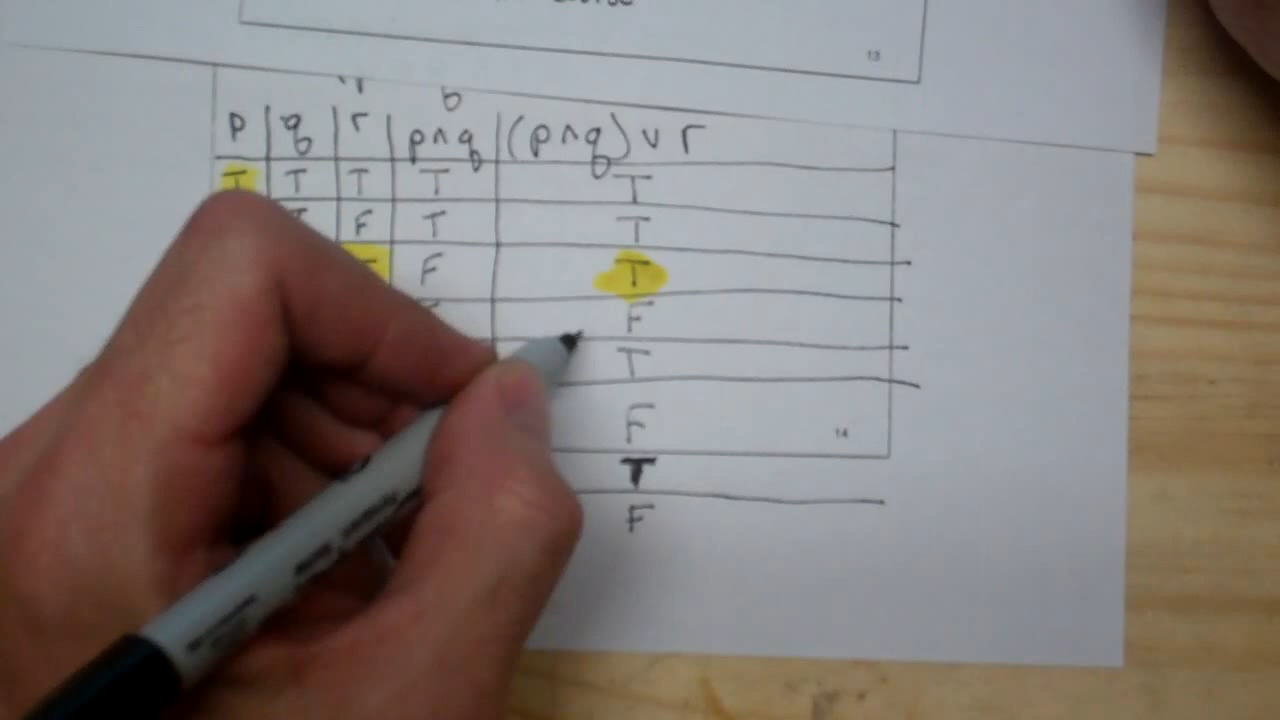 13
p q r p∧q (p∧q)∨r
T T T T T
T F T T
T F T
F
T
F
14
T
F